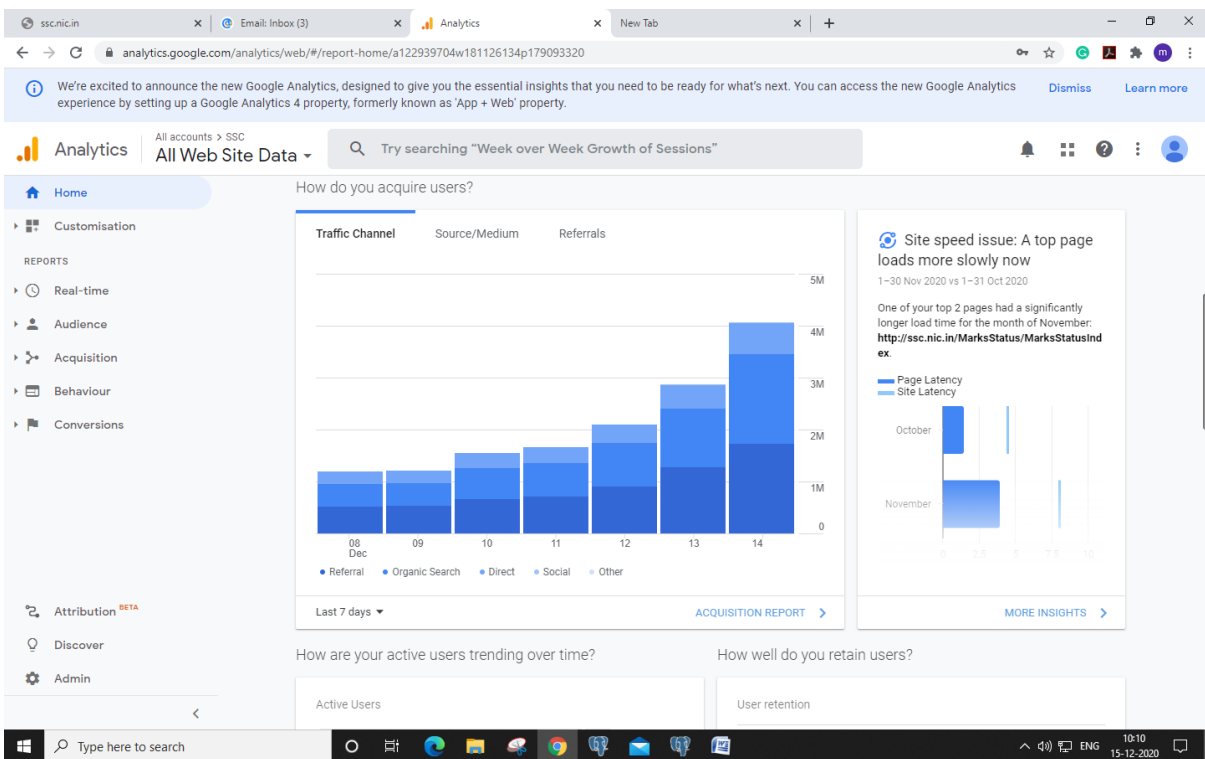 ssc.nic.in
Email: Inbox (3)
Analytics
New Tab
analytics.google.com/analytics/web/#/report-home/a122939704w181126134p179093320
We're excited to announce the new Google Analytics, designed to give you the essential insights that you need to be ready for what's next. You can access the new Google Analytics
experience by setting up a Google Analytics 4 property, formerly known as 'App + Web' property.
Dismiss
Learn more
Analytics
All accounts > SSC
All Web Site Data
Try searching "Week over Week Growth of Sessions"
Home
Customisation
REPORTS
Real-time
Audience
Acquisition
Behaviour
Conversions
Attribution BETA
Discover
Admin
How do you acquire users?
Traffic Channel
Source/Medium
Referrals
5M
4M
3M
2M
1M
0
08
Dec
09
10
11
12
13
14
Referral
Organic Search
Direct
Social
Other
Last 7 days
ACQUISITION REPORT
Site speed issue: A top page
loads more slowly now
1–30 Nov 2020 vs 1–31 Oct 2020
One of your top 2 pages had a significantly
longer load time for the month of November:
http://ssc.nic.in/MarksStatus/MarksStatusInd
ex.
Page Latency
Site Latency
October
November
0 2.5 5 7.5 10
MORE INSIGHTS
How are your active users trending over time?
How well do you retain users?
Active Users
User retention
Type here to search
ENG
10:10
15-12-2020